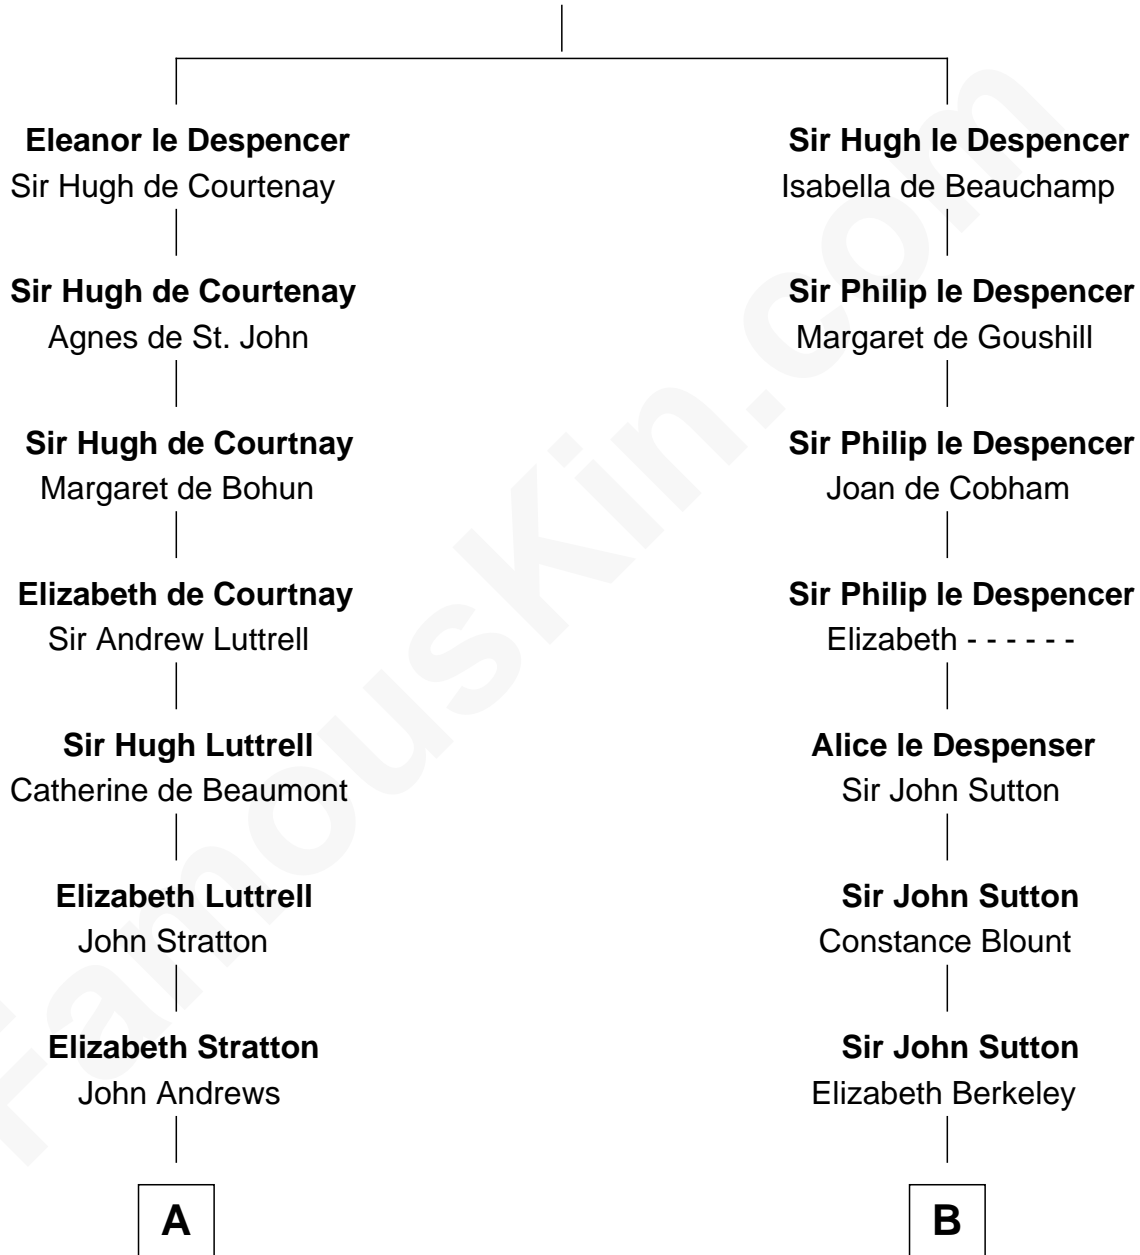 Eleanor le Despencer
Sir Hugh de Courtenay
Sir Hugh de Courtenay
Agnes de St. John
Sir Hugh de Courtnay
Margaret de Bohun
Elizabeth de Courtnay
Sir Andrew Luttrell
Sir Hugh Luttrell
Catherine de Beaumont
Elizabeth Luttrell
John Stratton
Elizabeth Stratton
John Andrews
A
Sir Hugh le Despencer
Isabella de Beauchamp
Sir Philip le Despencer
Margaret de Goushill
Sir Philip le Despencer
Joan de Cobham
Sir Philip le Despencer
Elizabeth - - - - - -
Alice le Despenser
Sir John Sutton
Sir John Sutton
Constance Blount
Sir John Sutton
Elizabeth Berkeley
B
FamousKin.com